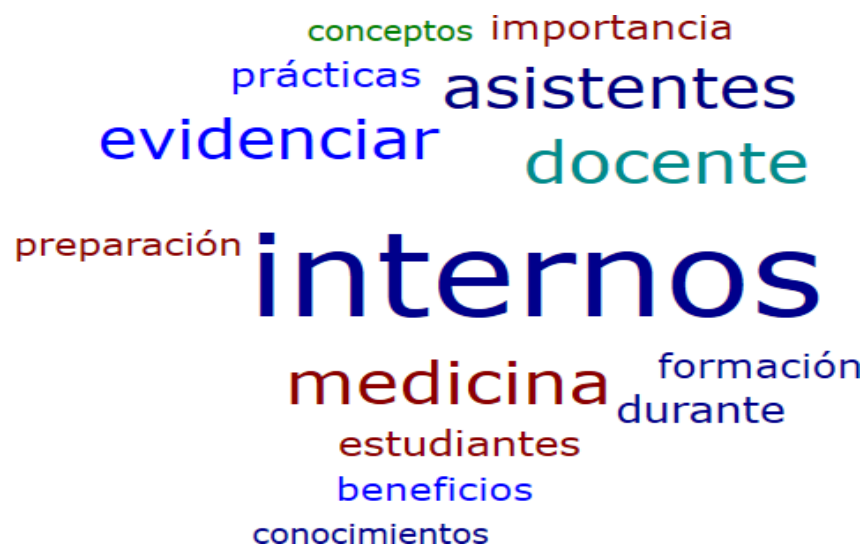 conceptos importancia
prácticas asistentes
evidenciar docente
preparación internos
medicina formación
durante
estudiantes
beneficios
conocimientos